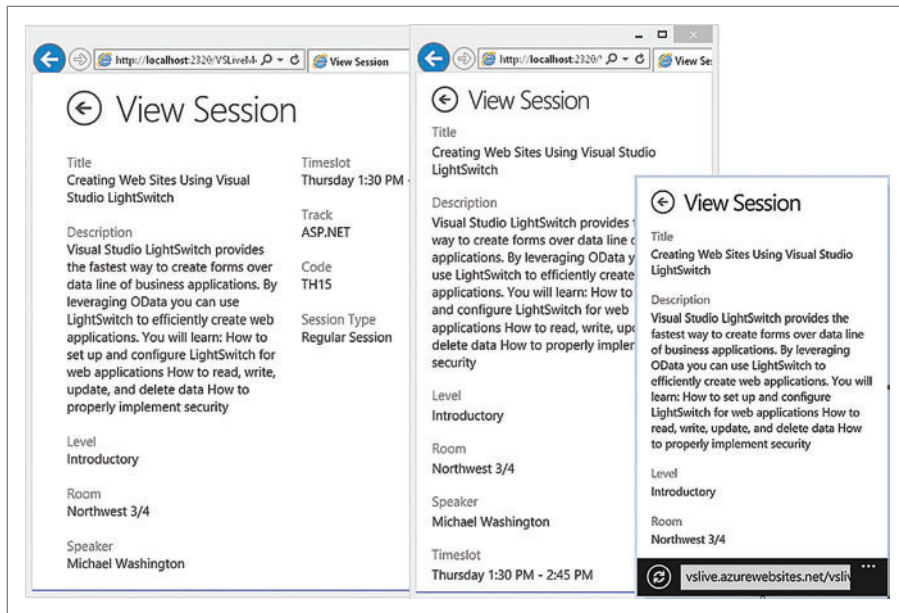 http://localhost:2320/VSLiveM
View Session
View Session
Title
Creating Web Sites Using Visual
Studio LightSwitch
Description
Visual Studio LightSwitch provides
the fastest way to create forms over
data line of business applications. By
leveraging OData you can use
LightSwitch to efficiently create web
applications. You will learn: How to
set up and configure LightSwitch for
web applications How to read, write,
update, and delete data How to
properly implement security
Level
Introductory
Room
Northwest 3/4
Speaker
Michael Washington
Timeslot
Thursday 1:30 PM -
Track
ASP.NET
Code
TH15
Session Type
Regular Session
http://localhost:2320/
View Se
View Session
Title
Creating Web Sites Using Visual Studio
LightSwitch
Description
Visual Studio LightSwitch provides
way to create forms over data line
applications. By leveraging OData
use LightSwitch to efficiently create
applications. You will learn: How to
and configure LightSwitch for web
applications How to read, write,
delete data How to properly
security
Level
Introductory
Room
Northwest 3/4
Speaker
Michael Washington
Timeslot
Thursday 1:30 PM - 2:45 PM
View Session
Title
Creating Web Sites Using Visual Studio
LightSwitch
Description
Visual Studio LightSwitch provides the
fastest way to create forms over data line
of business applications. By leveraging
OData you can use LightSwitch to
efficiently create web applications. You will
learn: How to set up and configure
LightSwitch for web applications How to
read, write, update, and delete data How
to properly implement security
Level
Introductory
Room
Northwest 3/4
vslive.azurewebsites.net/vsliv